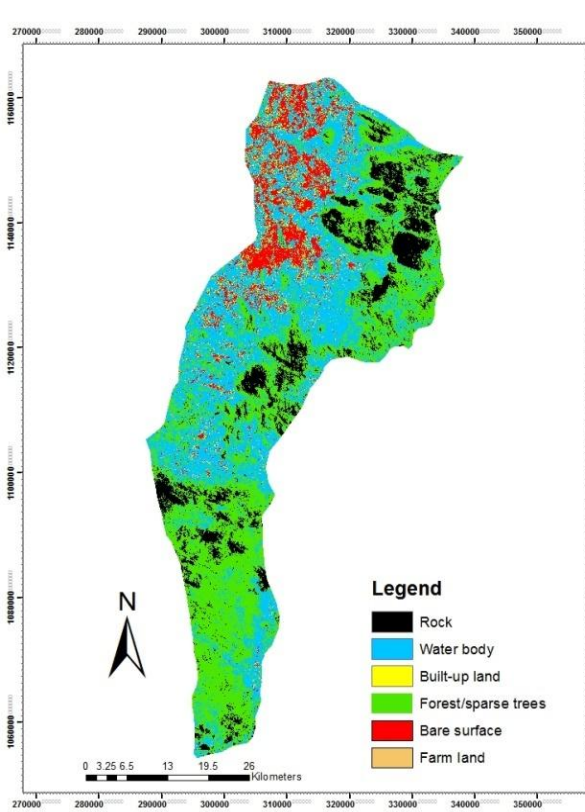 270000 280000 290000 300000 310000 320000 330000 340000 350000
1160000
1140000
1120000
1100000
1080000
1060000
N
Legend
Rock
Water body
Built-up land
Forest/sparse trees
Bare surface
Farm land
0 3.25 6.5 13 19.5 26
Kilometers
270000 280000 290000 300000 310000 320000 330000 340000 350000